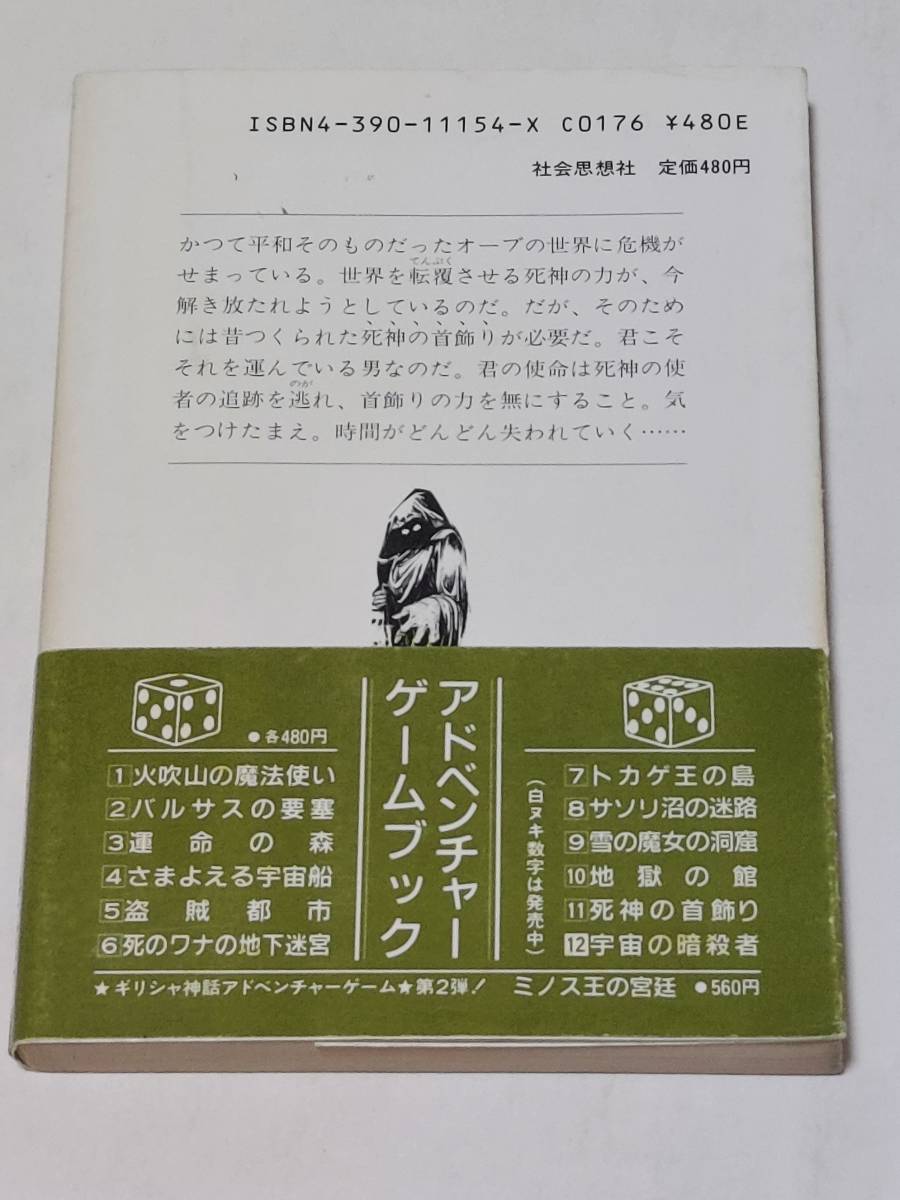 ISBN4-390-11154-X C0176 ¥480E
社会思想社 定価480円
かつて平和そのものだったオーブの世界に危機が
せまっている。世界を転覆させる死神の力が、今
てんぷく
解き放たれようとしているのだ。だが、そのため
には昔つくられた死神の首飾りが必要だ。君こそ
それを運んでいる男なのだ。君の使命は死神の使
者の追跡を逃れ、首飾りの力を無にすること。気
のが
をつけたまえ。時間がどんどん失われていく……
●各480円
1 火吹山の魔法使い
2 バルサスの要塞
3 運命の森
4 さまよえる宇宙船
5 盗賊都市
6 死のワナの地下迷宮
アドベンチャー
ゲームブック
(白ヌキ数字は発売中)
7 トカゲ王の島
8 サソリ沼の迷路
9 雪の魔女の洞窟
10 地獄の館
11 死神の首飾り
12 宇宙の暗殺者
★ギリシャ神話アドベンチャーゲーム★第2弾! ミノス王の宮廷 ●560円